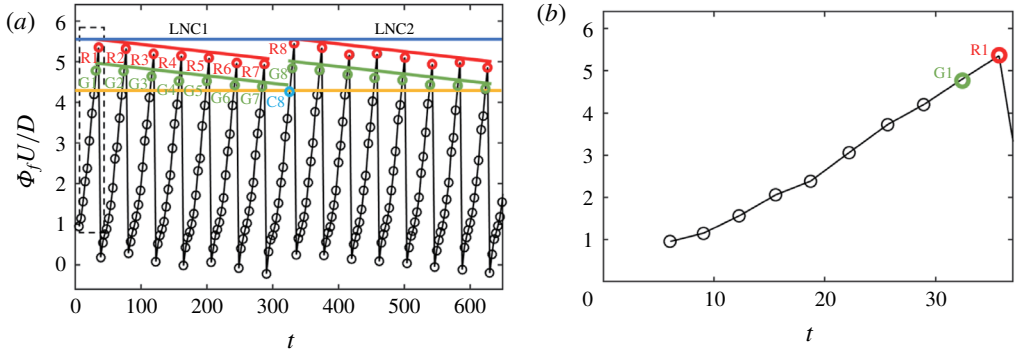 (a)
6
5
4
3
2
1
0
Φ_f U/D
LNC1 LNC2
R1 R2 R3 R4 R5 R6 R7 R8
G1 G2 G3 G4 G5 G6 G7 G8
C8
0 100 200 300 400 500 600
t
(b)
6
5
4
3
2
1
0 10 20 30
R1
G1
t